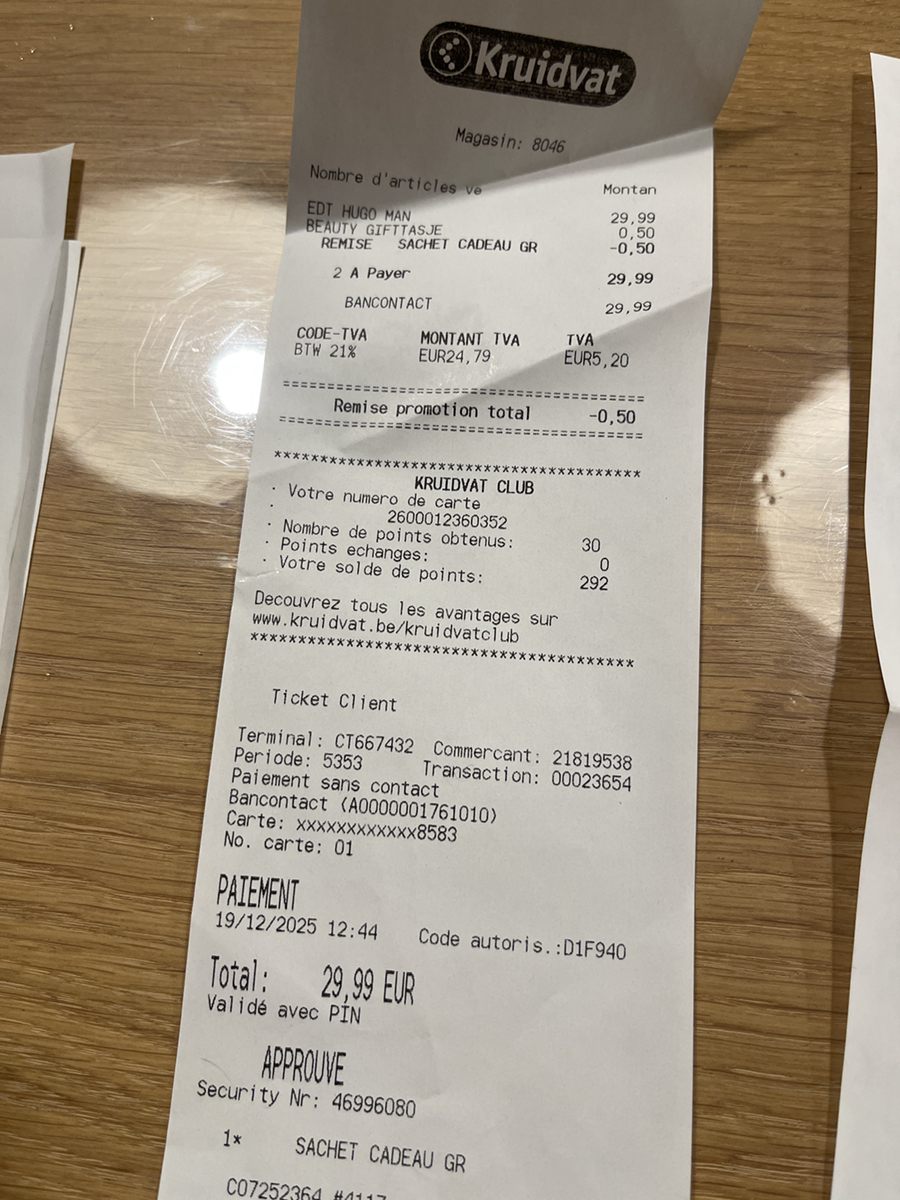 Kruidvat
Magasin: 8046
Nombre d'articles ve Montan
EDT HUGO MAN 29,99
BEAUTY GIFTTASJE 0,50
REMISE SACHET CADEAU GR -0,50
2 A Payer 29,99
BANCONTACT 29,99
CODE-TVA MONTANT TVA TVA
BTW 21% EUR24,79 EUR5,20
========================================
Remise promotion total -0,50
========================================
****************************************
KRUIDVAT CLUB
· Votre numero de carte
· 2600012360352
· Nombre de points obtenus: 30
· Points echanges: 0
· Votre solde de points: 292
Decouvrez tous les avantages sur
www.kruidvat.be/kruidvatclub
****************************************
Ticket Client
Terminal: CT667432 Commercant: 21819538
Periode: 5353 Transaction: 00023654
Paiement sans contact
Bancontact (A0000001761010)
Carte: xxxxxxxxxxxx8583
No. carte: 01
PAIEMENT
19/12/2025 12:44 Code autoris.:D1F940
Total: 29,99 EUR
Validé avec PIN
APPROUVE
Security Nr: 46996080
1* SACHET CADEAU GR
C07252364 #4117